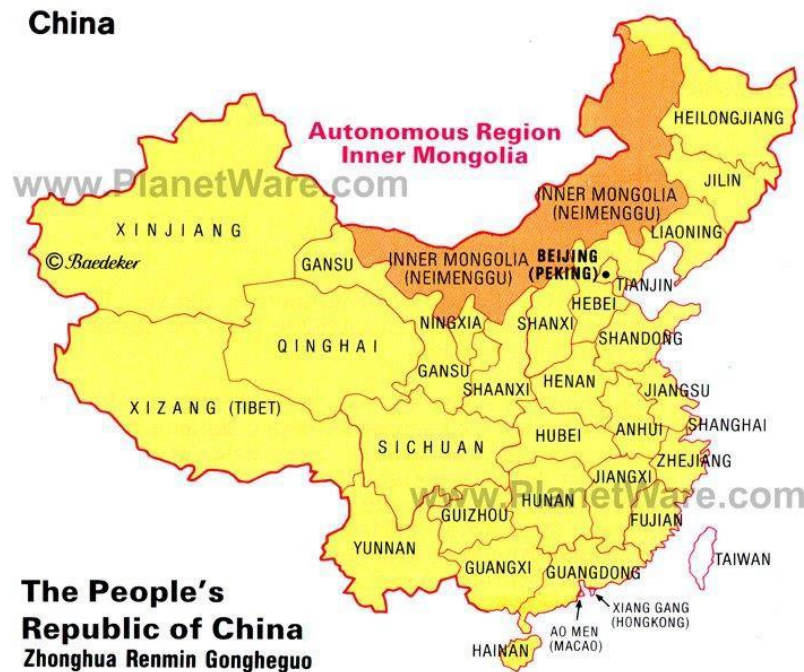 China
Autonomous Region
Inner Mongolia
www.PlanetWare.com
HEILONGJIANG
JILIN
INNER MONGOLIA
(NEIMENGGU)
LIAONING
XINJIANG
© Baedeker
GANSU
INNER MONGOLIA
(NEIMENGGU)
BEIJING
(PEKING)
TIANJIN
HEBEI
NINGXIA
SHANXI
SHANDONG
QINGHAI
GANSU
SHAANXI
HENAN
JIANGSU
XIZANG (TIBET)
SHANGHAI
ANHUI
HUBEI
SICHUAN
ZHEJIANG
JIANGXI
www.PlanetWare.com
HUNAN
GUIZHOU
FUJIAN
YUNNAN
TAIWAN
GUANGXI
GUANGDONG
XIANG GANG
(HONGKONG)
AO MEN
(MACAO)
HAINAN
The People's
Republic of China
Zhonghua Renmin Gongheguo